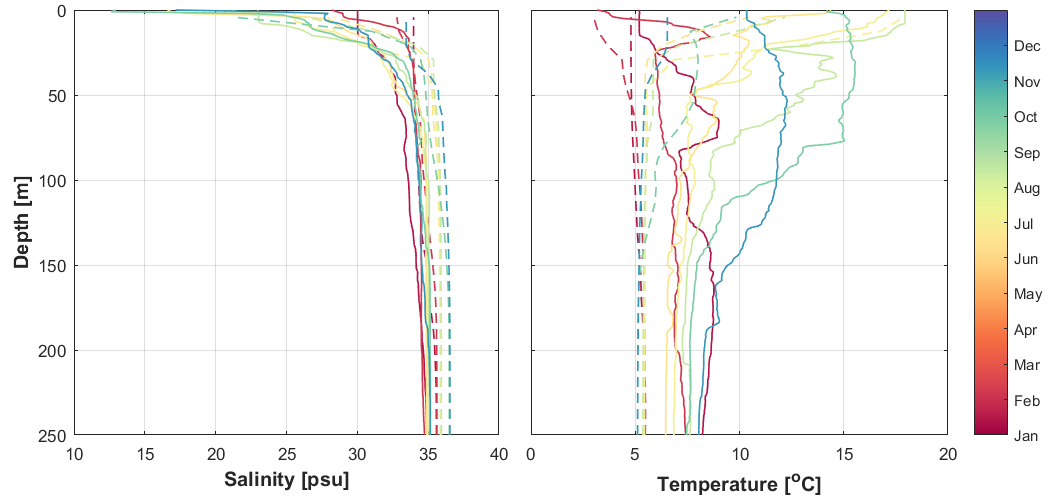 0
50
100
150
200
250
Depth [m]
10 15 20 25 30 35 40
Salinity [psu]
0 5 10 15 20
Temperature [°C]
Dec
Nov
Oct
Sep
Aug
Jul
Jun
May
Apr
Mar
Feb
Jan